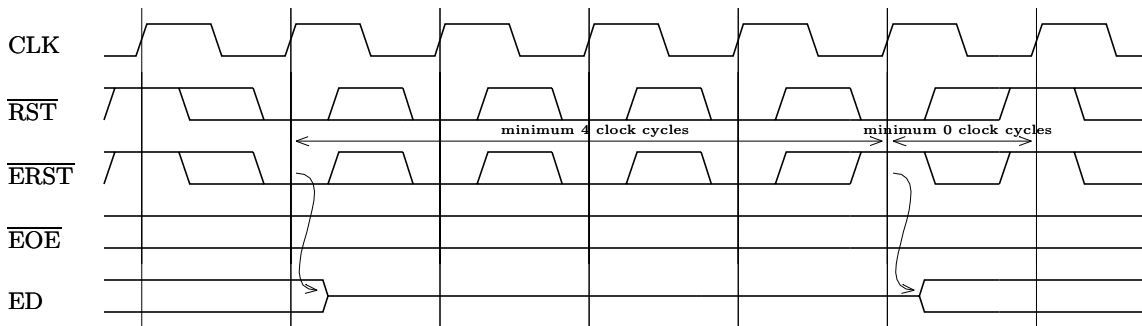 CLK
RST
minimum 4 clock cycles
minimum 0 clock cycles
ERST
EOE
ED